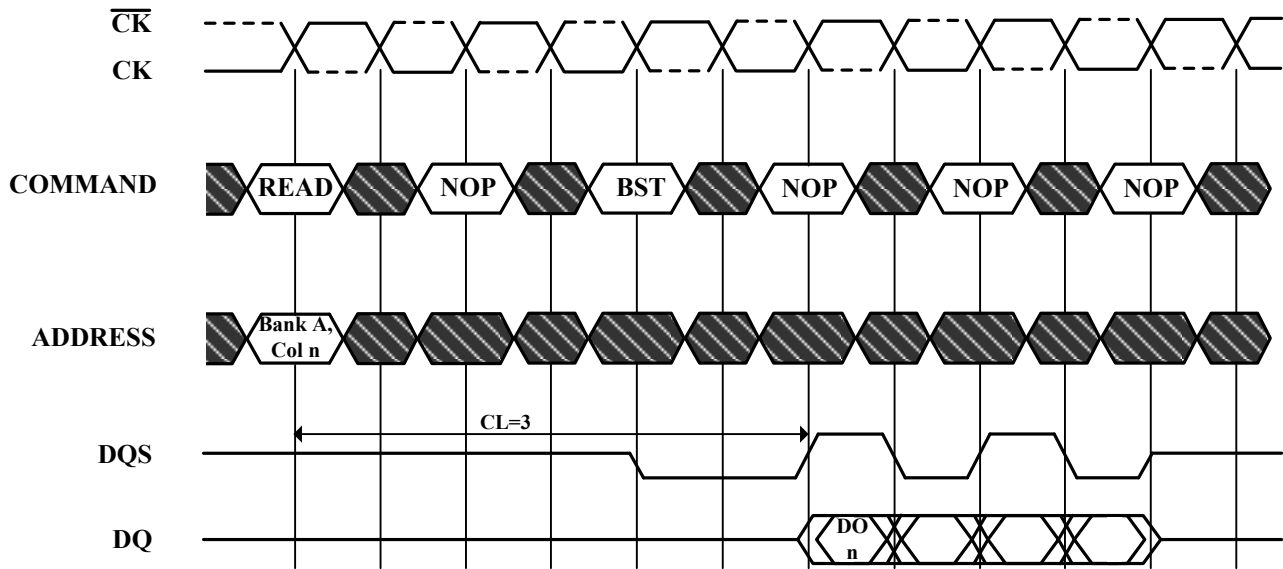 CK
CK
COMMAND
READ
NOP
BST
NOP
NOP
NOP
ADDRESS
Bank A,
Col n
CL=3
DQS
DQ
DO
n